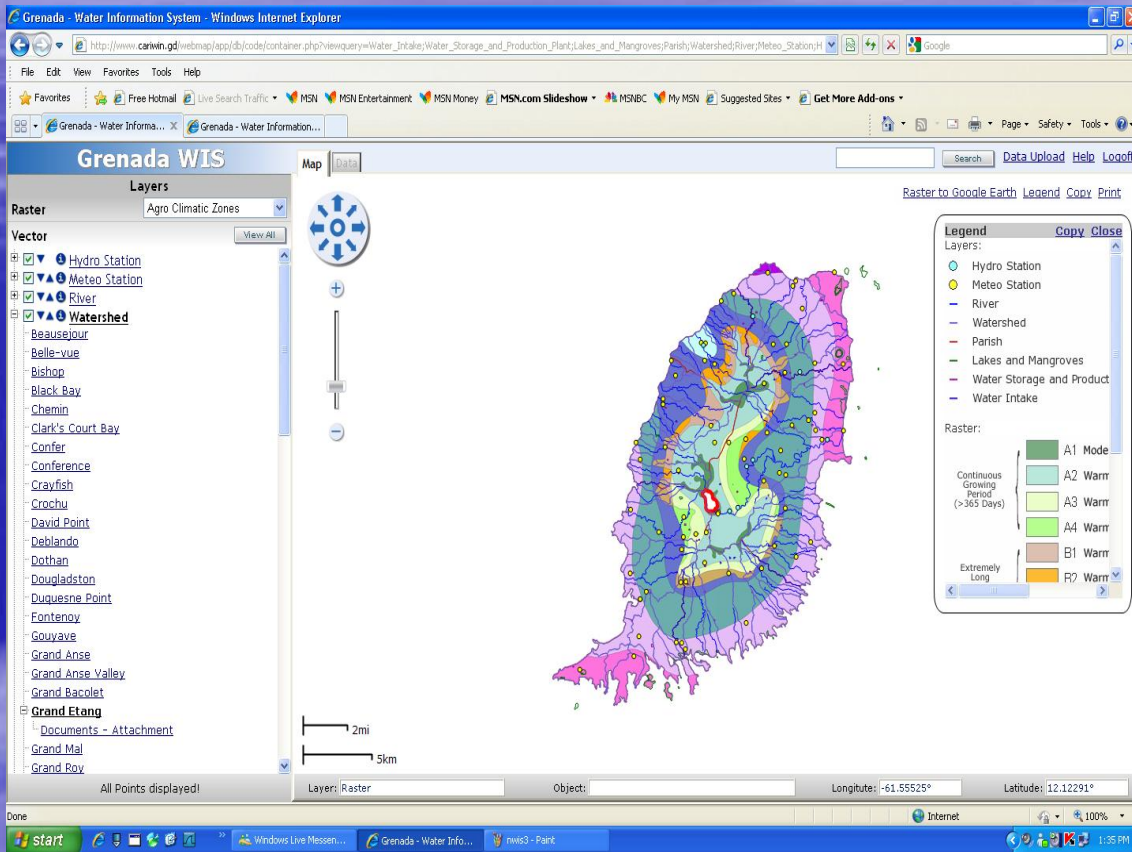 Grenada - Water Information System - Windows Internet Explorer
http://www.cariwin.gd/webmap/app/db/code/container.php?viewquery=Water_Intake;Water_Storage_and_Production_Plant;Lakes_and_Mangroves;Parish;Watershed;River;Meteo_Station;H
Google
File Edit View Favorites Tools Help
Favorites Free Hotmail Live Search Traffic MSN MSN Entertainment MSN Money MSN.com Slideshow MSNBC My MSN Suggested Sites Get More Add-ons
Grenada - Water Informa... X Grenada - Water Information... Page Safety Tools
Grenada WIS
Map Data
Search Data Upload Help Logoff
Layers
Raster Agro Climatic Zones
Raster to Google Earth Legend Copy Print
Vector View All
Hydro Station
Meteo Station
River
Watershed
Beausejour
Belle-vue
Bishop
Black Bay
Chemin
Clark's Court Bay
Confer
Conference
Crayfish
Crochu
David Point
Deblando
Dothan
Dougladston
Duquesne Point
Fontenoy
Gouyave
Grand Anse
Grand Anse Valley
Grand Bacolet
Grand Etang
Documents - Attachment
Grand Mal
Grand Roy
All Points displayed!
Legend Copy Close
Layers:
Hydro Station
Meteo Station
River
Watershed
Parish
Lakes and Mangroves
Water Storage and Product
Water Intake
Raster:
Continuous
Growing
Period
(>365 Days)
A1 Mode
A2 Warm
A3 Warm
A4 Warm
Extremely
Long
B1 Warm
B2 Warm
2mi
5km
Layer: Raster Object: Longitute: -61.55525° Latitude: 12.12291°
Done Internet 100%
start Windows Live Messen... Grenada - Water Info... nwis3 - Paint 1:35 PM